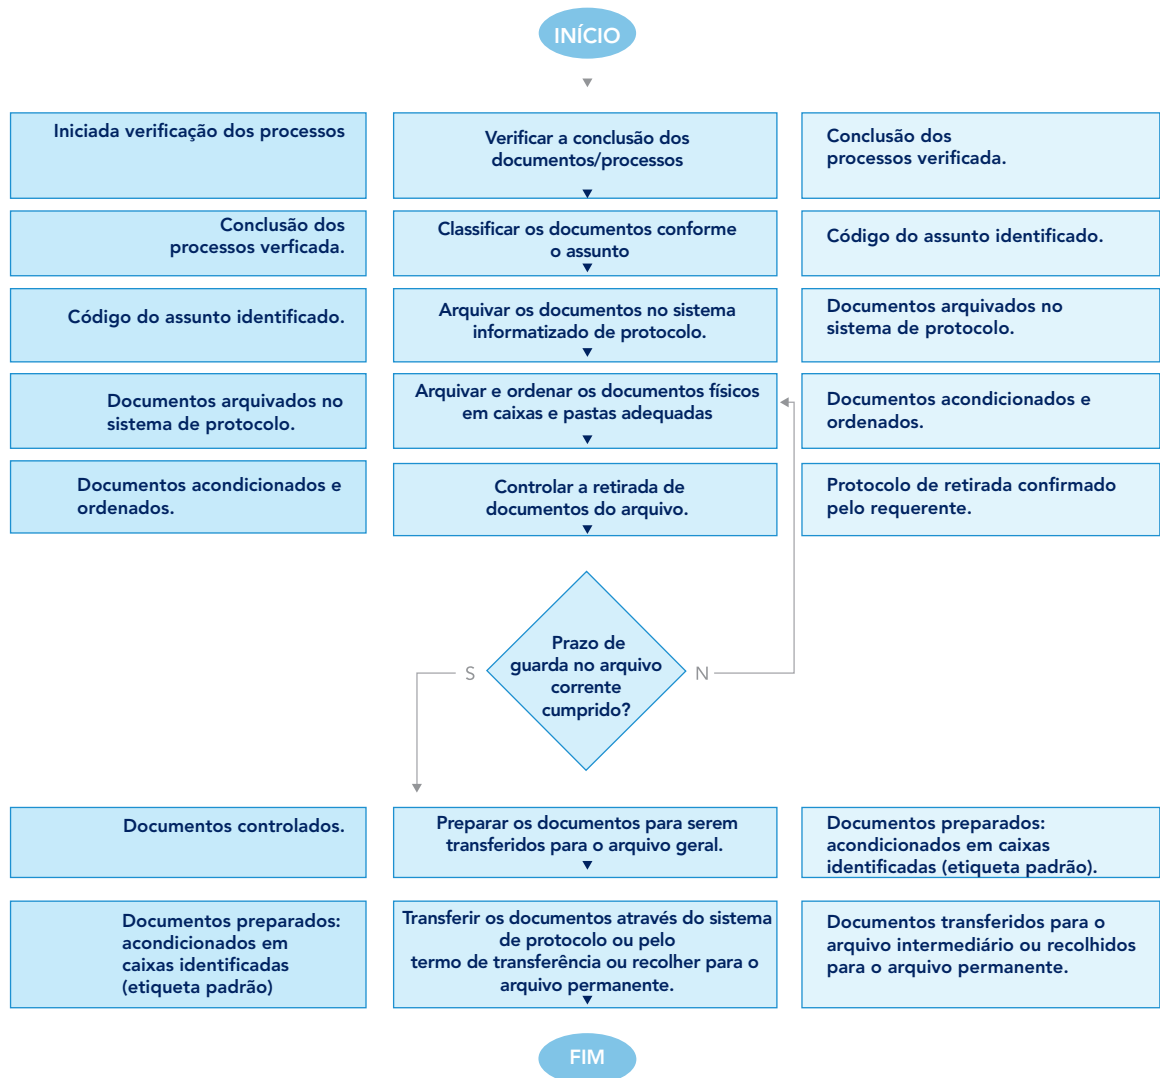 INÍCIO
Iniciada verificação dos processos
Verificar a conclusão dos
documentos/processos
Conclusão dos
processos verificada.
Conclusão dos
processos verficada.
Classificar os documentos conforme
o assunto
Código do assunto identificado.
Código do assunto identificado.
Arquivar os documentos no sistema
informatizado de protocolo.
Documentos arquivados no
sistema de protocolo.
Documentos arquivados no
sistema de protocolo.
Arquivar e ordenar os documentos físicos
em caixas e pastas adequadas
Documentos acondicionados e
ordenados.
Documentos acondicionados e
ordenados.
Controlar a retirada de
documentos do arquivo.
Protocolo de retirada confirmado
pelo requerente.
Prazo de
guarda no arquivo
corrente
cumprido?
S
N
Documentos controlados.
Preparar os documentos para serem
transferidos para o arquivo geral.
Documentos preparados:
acondicionados em caixas
identificadas (etiqueta padrão).
Documentos preparados:
acondicionados em
caixas identificadas
(etiqueta padrão)
Transferir os documentos através do sistema
de protocolo ou pelo
termo de transferência ou recolher para o
arquivo permanente.
Documentos transferidos para o
arquivo intermediário ou recolhidos
para o arquivo permanente.
FIM